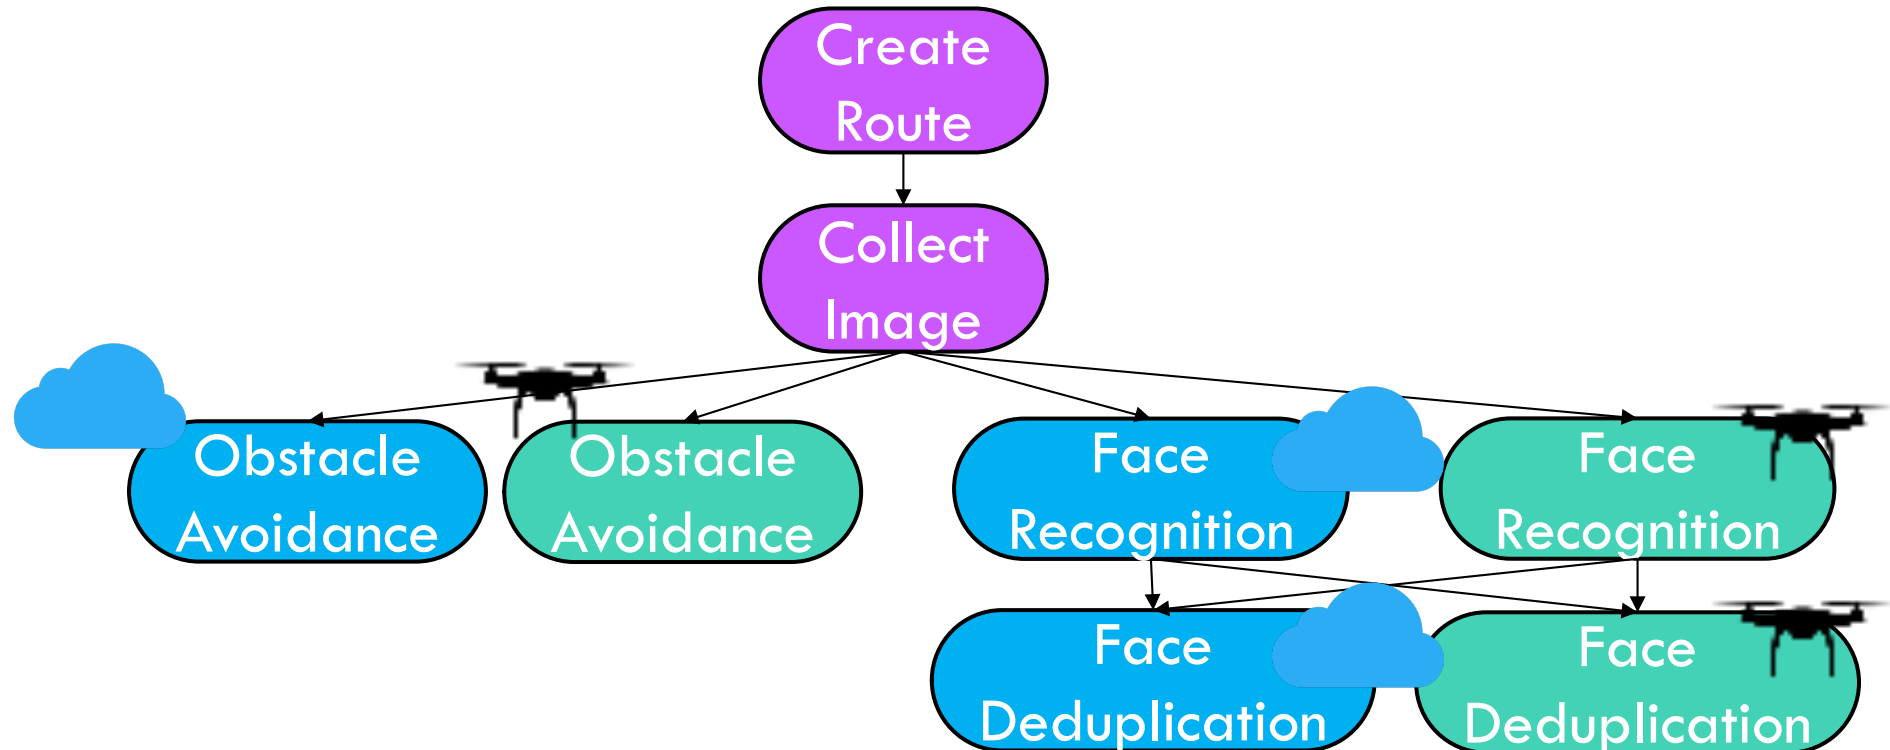 Create
Route
Collect
Image
Obstacle
Avoidance
Obstacle
Avoidance
Face
Recognition
Face
Recognition
Face
Deduplication
Face
Deduplication